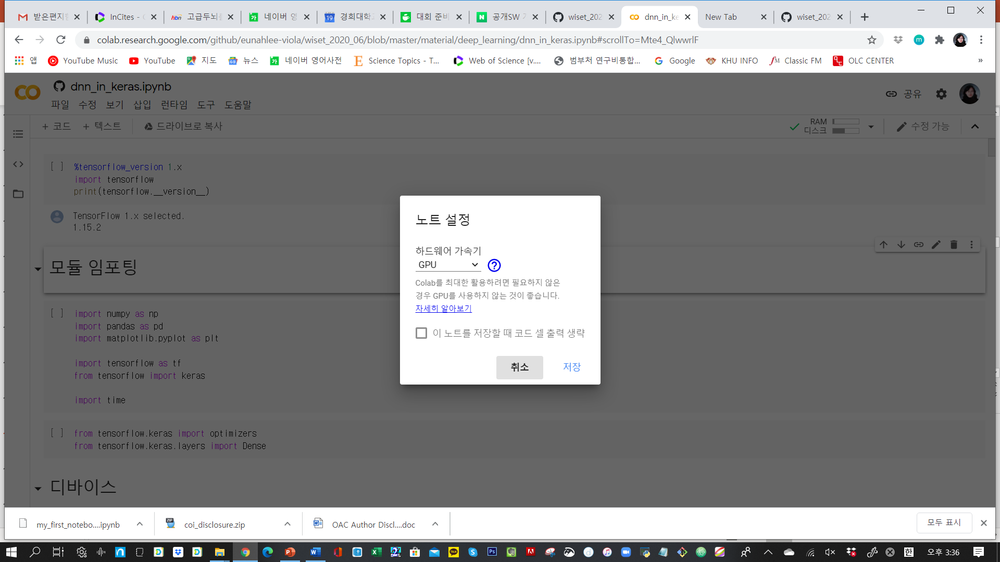 받은편지함
InCites -
고급두뇌
네이버 영
경희대학교
대회 준비
공개SW
wiset_202
dnn_in_ke
New Tab
wiset_202
colab.research.google.com/github/eunahlee-viola/wiset_2020_06/blob/master/material/deep_learning/dnn_in_keras.ipynb#scrollTo=Mte4_QlwwrlF
앱
YouTube Music
YouTube
지도
뉴스
네이버 영어사전
Science Topics - T...
Web of Science [v....
범부처 연구비통합...
Google
KHU INFO
Classic FM
OLC CENTER
»
dnn_in_keras.ipynb
공유
파일 수정 보기 삽입 런타임 도구 도움말
+ 코드 + 텍스트 드라이브로 복사
RAM
디스크
수정 가능
[ ] %tensorflow_version 1.x
import tensorflow
print(tensorflow.__version__)
TensorFlow 1.x selected.
1.15.2
모듈 임포팅
[ ] import numpy as np
import pandas as pd
import matplotlib.pyplot as plt
import tensorflow as tf
from tensorflow import keras
import time
[ ] from tensorflow.keras import optimizers
from tensorflow.keras.layers import Dense
디바이스
노트 설정
하드웨어 가속기
GPU
Colab를 최대한 활용하려면 필요하지 않은
경우 GPU를 사용하지 않는 것이 좋습니다.
자세히 알아보기
이 노트를 저장할 때 코드 셀 출력 생략
취소 저장
my_first_notebo....ipynb
coi_disclosure.zip
OAC Author Discl....doc
모두 표시
한
오후 3:36